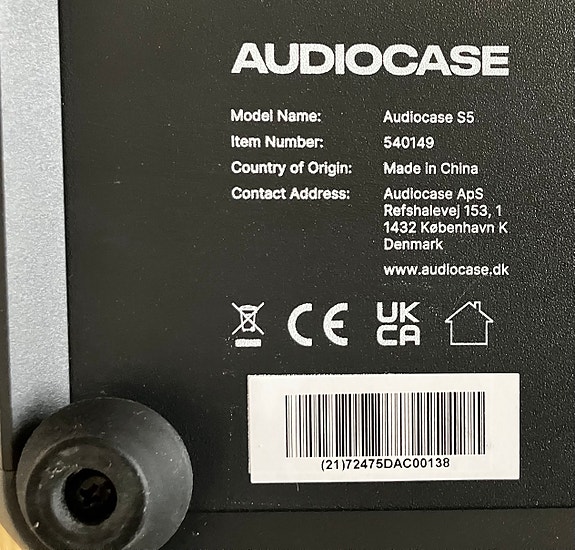 AUDIOCASE
Model Name: Audiocase S5
Item Number: 540149
Country of Origin: Made in China
Contact Address: Audiocase ApS
Refshalevej 153, 1
1432 København K
Denmark
www.audiocase.dk
CE UK CA
(21)72475DAC00138